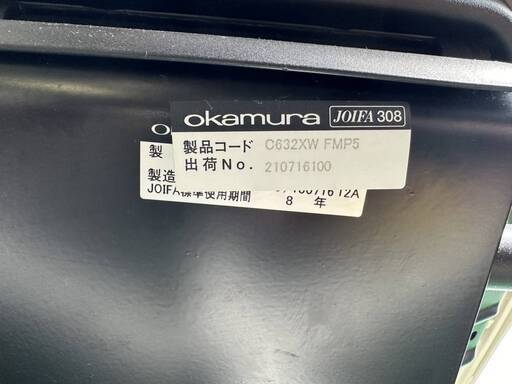 okamura JOIFA 308
製品コード C632XW FMP5
出荷No. 210716100
製
製造
JOIFA標準使用期間 8 年